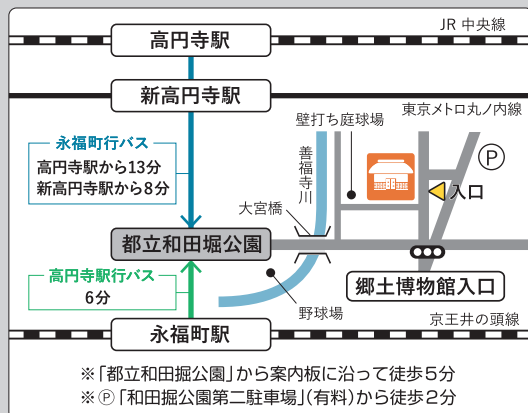 JR 中央線
高円寺駅
新高円寺駅
東京メトロ丸ノ内線
壁打ち庭球場
永福町行バス
高円寺駅から13分
新高円寺駅から8分
善福寺川
P
入口
大宮橋
都立和田堀公園
高円寺駅行バス
6分
郷土博物館入口
野球場
京王井の頭線
永福町駅
※「都立和田堀公園」から案内板に沿って徒歩5分
※Ⓟ「和田堀公園第二駐車場」(有料)から徒歩2分